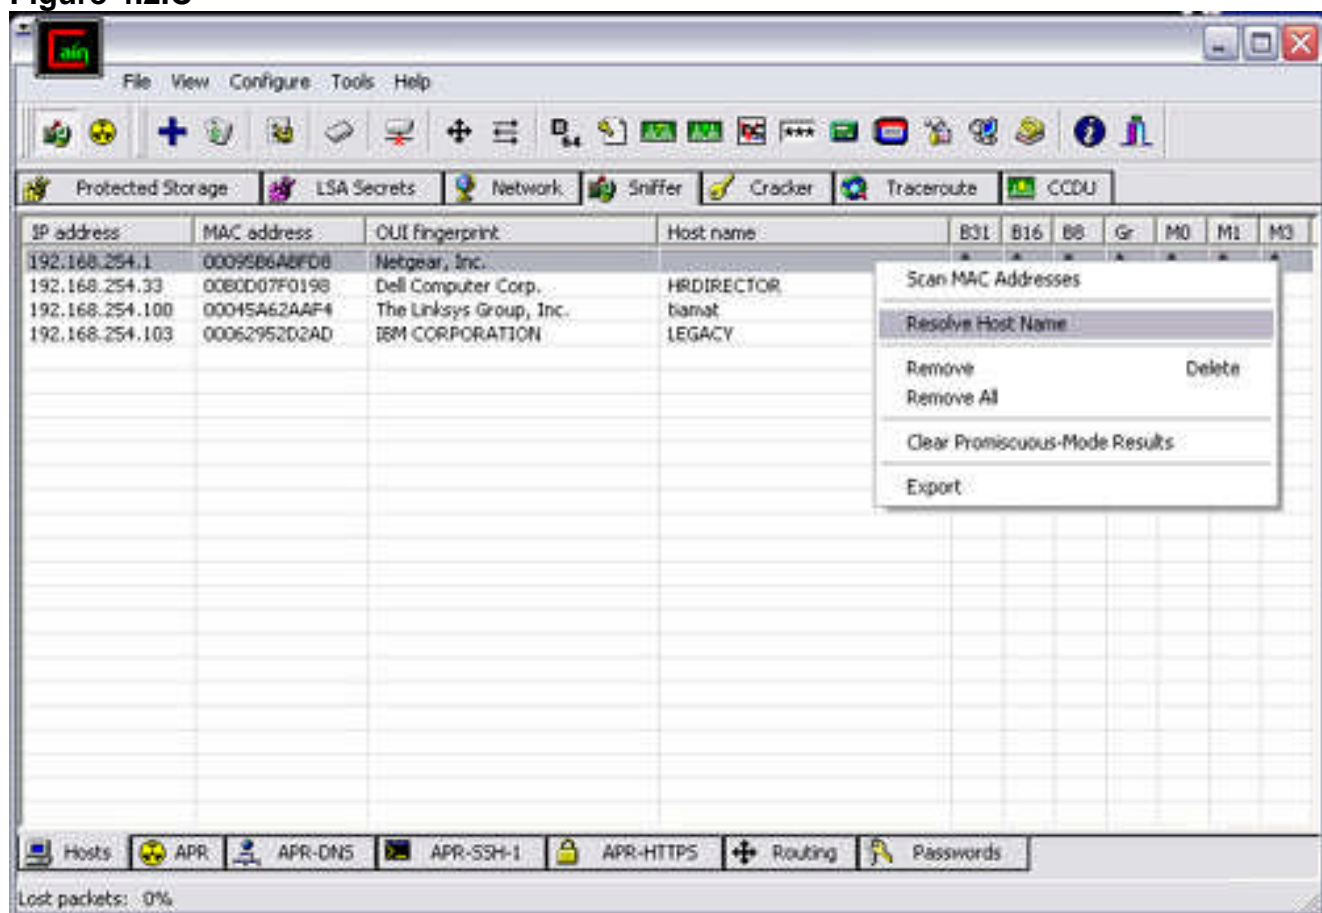 Figure 4.2.3
Cain
File View Configure Tools Help
Protected Storage LSA Secrets Network Sniffer Cracker Traceroute CCDU
IP address MAC address OUI fingerprint Host name B31 B16 B8 Gr M0 M1 M3
192.168.254.1 00095B6ABFD8 Netgear, Inc. * * * * *
192.168.254.33 00B0D07F0198 Dell Computer Corp. HRDIRECTOR
192.168.254.100 00045A62AAF4 The Linksys Group, Inc. tiamat
192.168.254.103 00062952D2AD IBM CORPORATION LEGACY
Scan MAC Addresses
Resolve Host Name
Remove Delete
Remove All
Clear Promiscuous-Mode Results
Export
Hosts APR APR-DNS APR-SSH-1 APR-HTTPS Routing Passwords
Lost packets: 0%